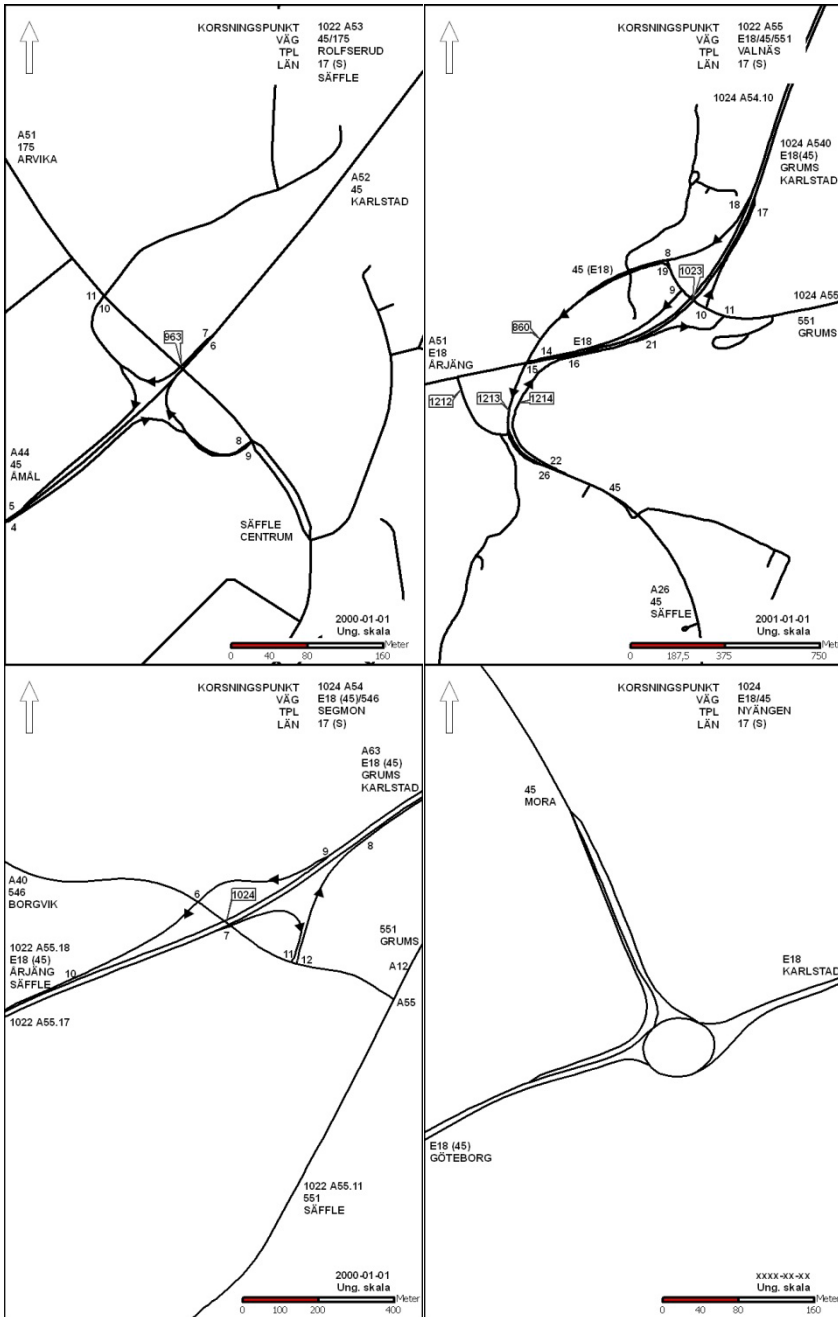 KORSNINGSPUNKT 1022 A53
VÄG 45/175
TPL ROLFSERUD
LÄN 17 (S)
SÄFFLE
A51
175
ARVIKA
A52
45
KARLSTAD
11
10
7
6
963
8
9
A44
45
ÅMÅL
5
4
SÄFFLE
CENTRUM
2000-01-01
Ung. skala
Meter
0 40 80 160
KORSNINGSPUNKT 1022 A55
VÄG E18/45/551
TPL VALNÄS
LÄN 17 (S)
1024 A54.10
1024 A540
E18(45)
GRUMS
KARLSTAD
18
17
8
45 (E18)
19
1023
9
10
11
1024 A55
551
GRUMS
860
A51
E18
ÅRJÄNG
14
E18
21
15
16
1212
1213
1214
22
26
45
A26
45
SÄFFLE
2001-01-01
Ung. skala
Meter
0 187,5 375 750
KORSNINGSPUNKT 1024 A54
VÄG E18 (45)/546
TPL SEGMON
LÄN 17 (S)
A63
E18 (45)
GRUMS
KARLSTAD
9
8
A40
546
BORGVIK
6
1024
7
551
GRUMS
11
12
A12
1022 A55.18
E18 (45)
ÅRJÄNG
SÄFFLE
10
A55
1022 A55.17
1022 A55.11
551
SÄFFLE
2000-01-01
Ung. skala
Meter
0 100 200 400
KORSNINGSPUNKT 1024
VÄG E18/45
TPL NYÄNGEN
LÄN 17 (S)
45
MORA
E18
KARLSTAD
E18 (45)
GÖTEBORG
xxxx-xx-xx
Ung. skala
Meter
0 40 80 160